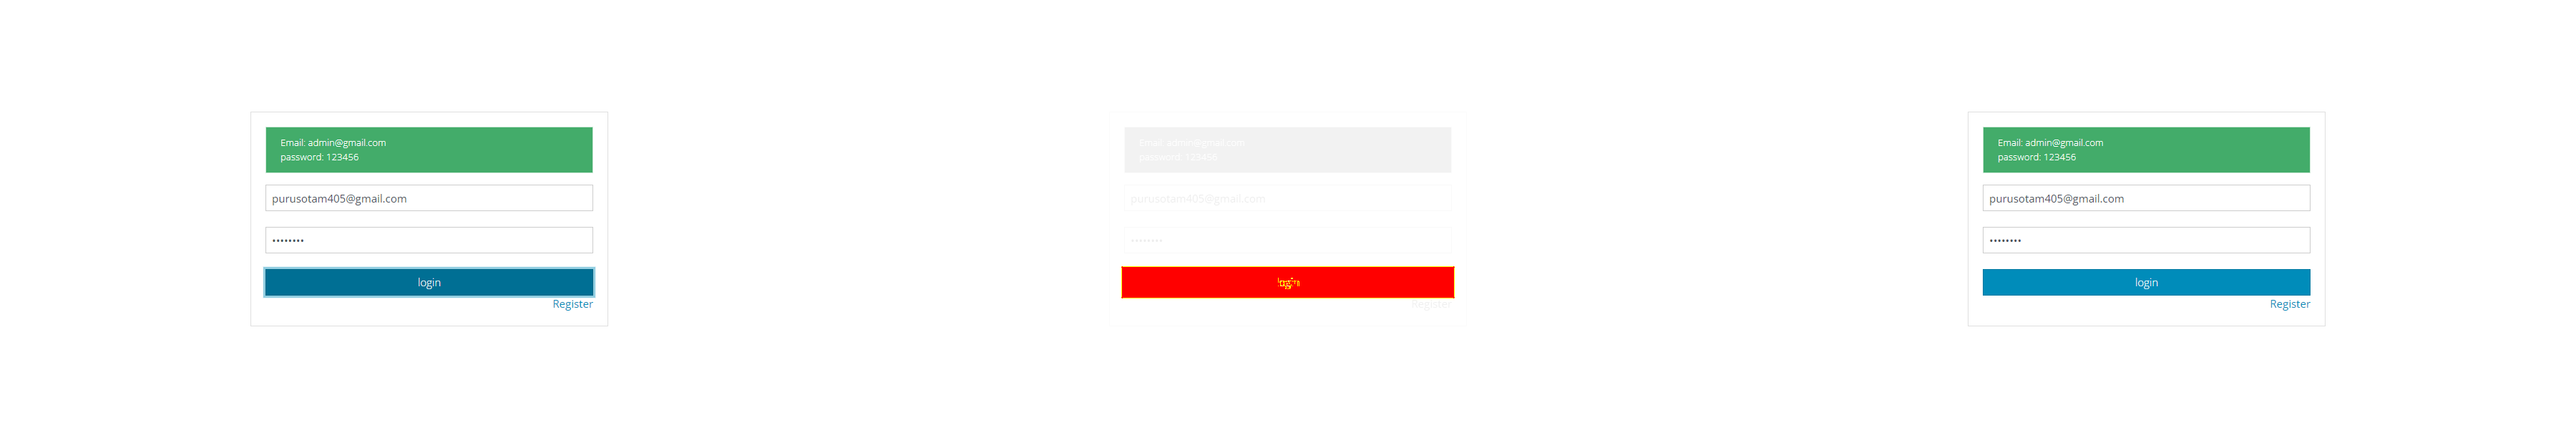 Email: admin@gmail.com
password: 123456
purusotam405@gmail.com
••••••••
login
Register
Email: admin@gmail.com
password: 123456
purusotam405@gmail.com
••••••••
login
Register
Email: admin@gmail.com
password: 123456
purusotam405@gmail.com
••••••••
login
Register